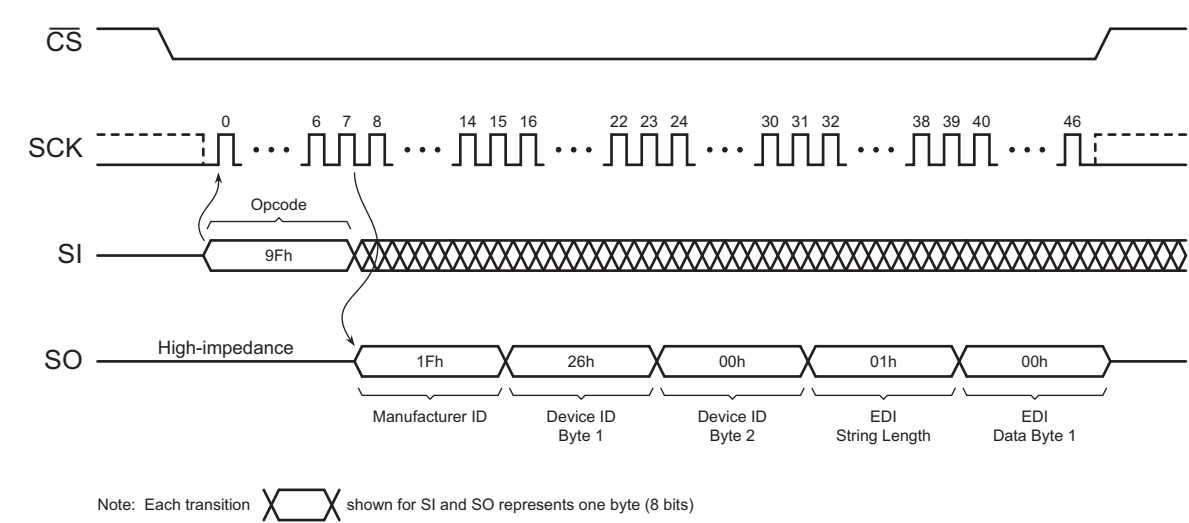 CS
0 6 7 8 14 15 16 22 23 24 30 31 32 38 39 40 46
SCK
Opcode
SI 9Fh
High-impedance
SO 1Fh 26h 00h 01h 00h
Manufacturer ID Device ID Device ID EDI EDI
Byte 1 Byte 2 String Length Data Byte 1
Note: Each transition shown for SI and SO represents one byte (8 bits)